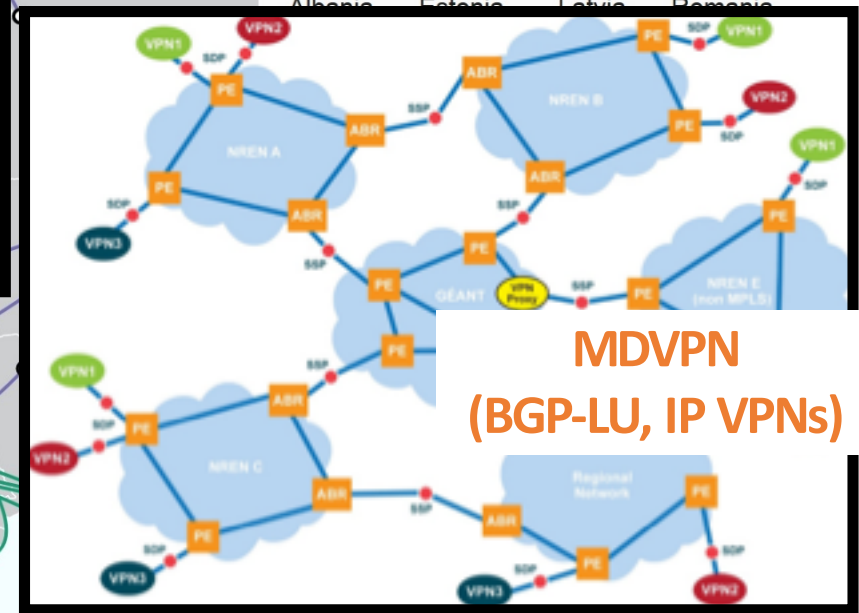 Albania Estonia Latvia Romania
VPN1
SDP
VPN2
PE
PE
SDP
VPN3
NREN A
ABR
ABR
SSP
SSP
ABR
NREN B
PE
SDP
VPN1
PE
SDP
VPN2
ABR
SSP
VPN1
SDP
PE
PE
PE
GÉANT
VPN
Proxy
SSP
PE
NREN E
(non MPLS)
PE
SSP
MDVPN
(BGP-LU, IP VPNs)
VPN1
SDP
VPN2
PE
NREN C
ABR
ABR
PE
SDP
VPN3
SSP
Regional
Network
ABR
PE
PE
SDP
VPN3
SDP
VPN2